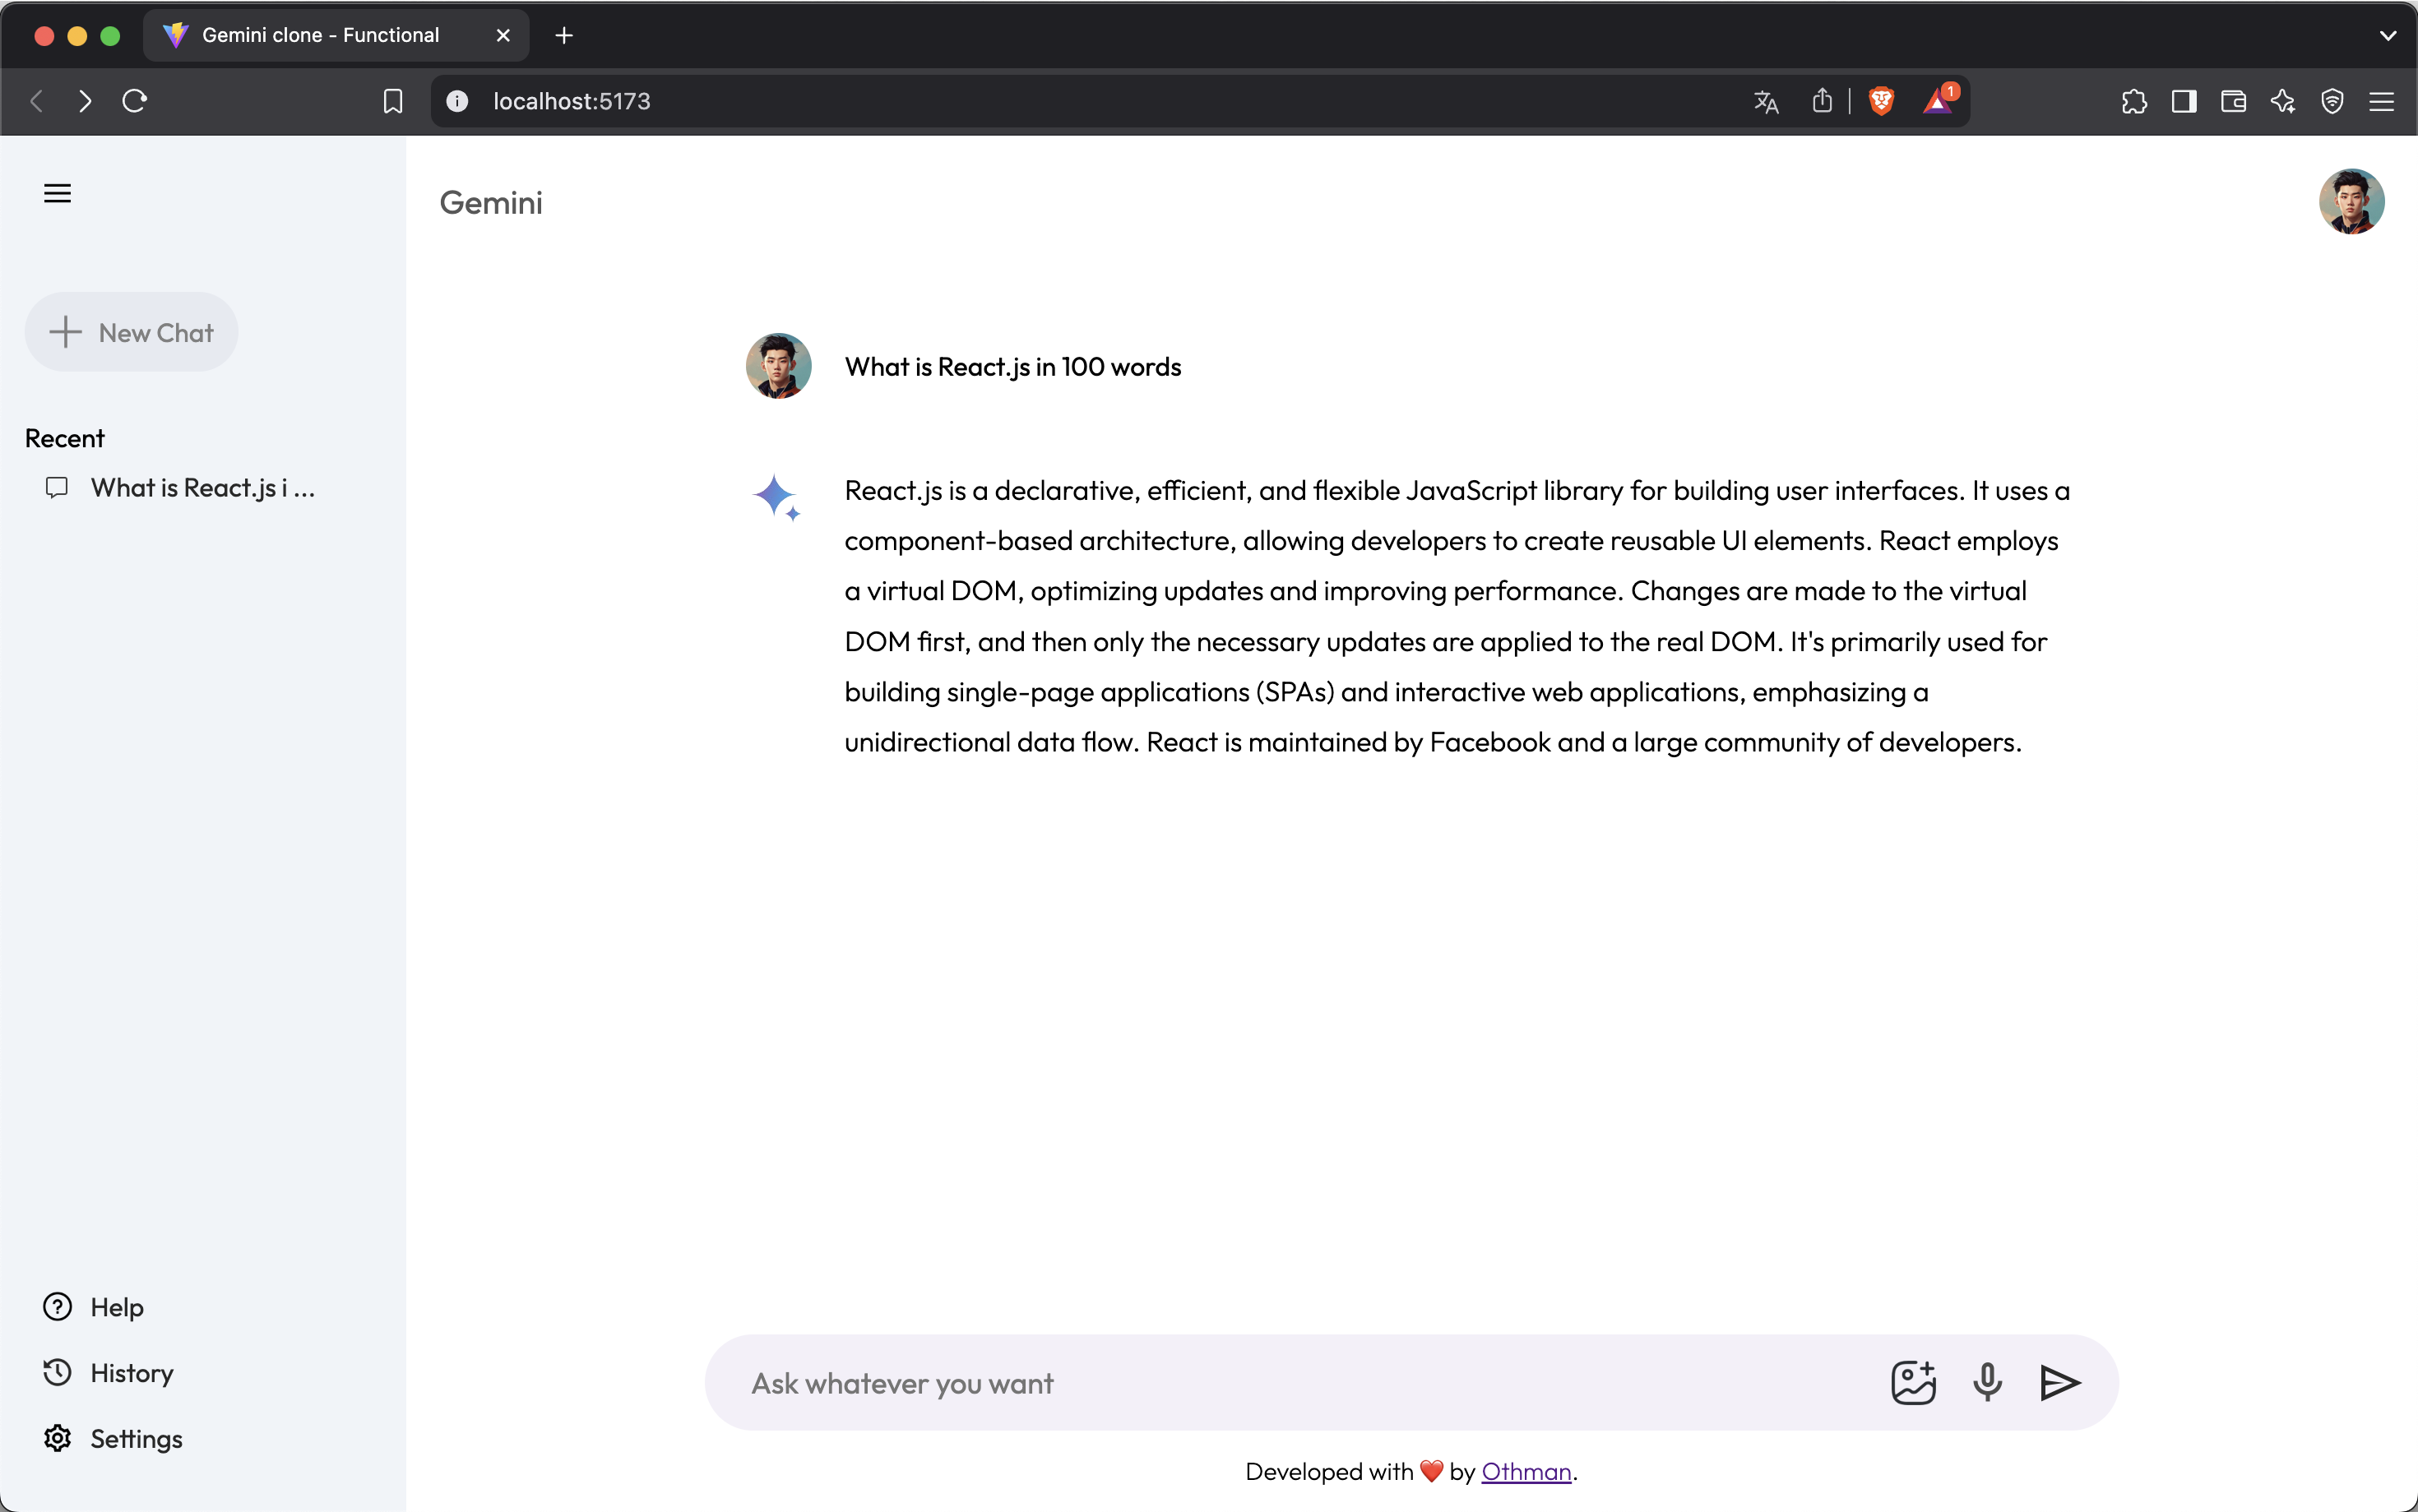 Gemini clone - Functional
localhost:5173
1
Gemini
New Chat
Recent
What is React.js i ...
What is React.js in 100 words
React.js is a declarative, efficient, and flexible JavaScript library for building user interfaces. It uses a
component-based architecture, allowing developers to create reusable UI elements. React employs
a virtual DOM, optimizing updates and improving performance. Changes are made to the virtual
DOM first, and then only the necessary updates are applied to the real DOM. It's primarily used for
building single-page applications (SPAs) and interactive web applications, emphasizing a
unidirectional data flow. React is maintained by Facebook and a large community of developers.
Help
History
Settings
Ask whatever you want
Developed with ❤️ by Othman.